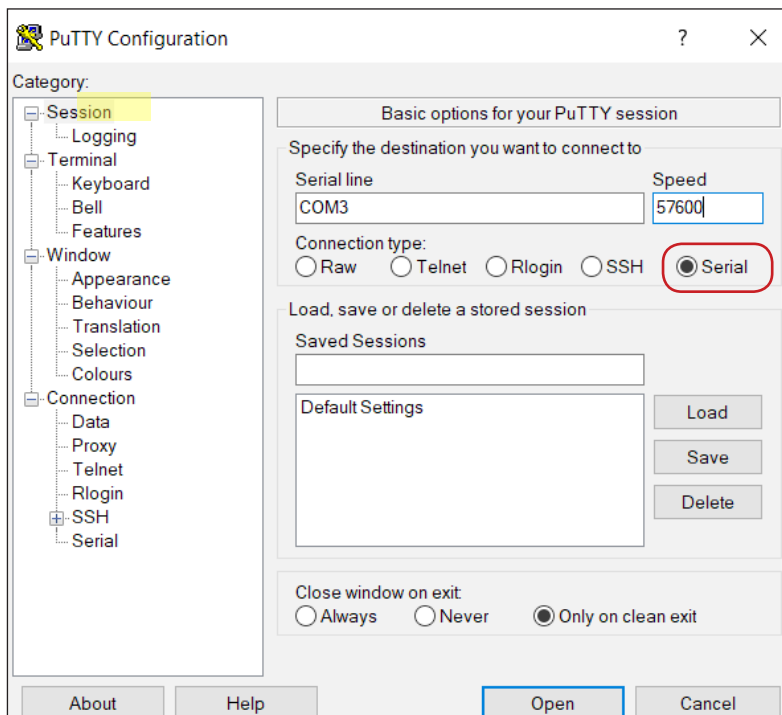 PuTTY Configuration
?
Category:
Session
Logging
Terminal
Keyboard
Bell
Features
Window
Appearance
Behaviour
Translation
Selection
Colours
Connection
Data
Proxy
Telnet
Rlogin
SSH
Serial
Basic options for your PuTTY session
Specify the destination you want to connect to
Serial line Speed
COM3 57600
Connection type:
Raw Telnet Rlogin SSH Serial
Load, save or delete a stored session
Saved Sessions
Default Settings
Load
Save
Delete
Close window on exit:
Always Never Only on clean exit
About Help Open Cancel